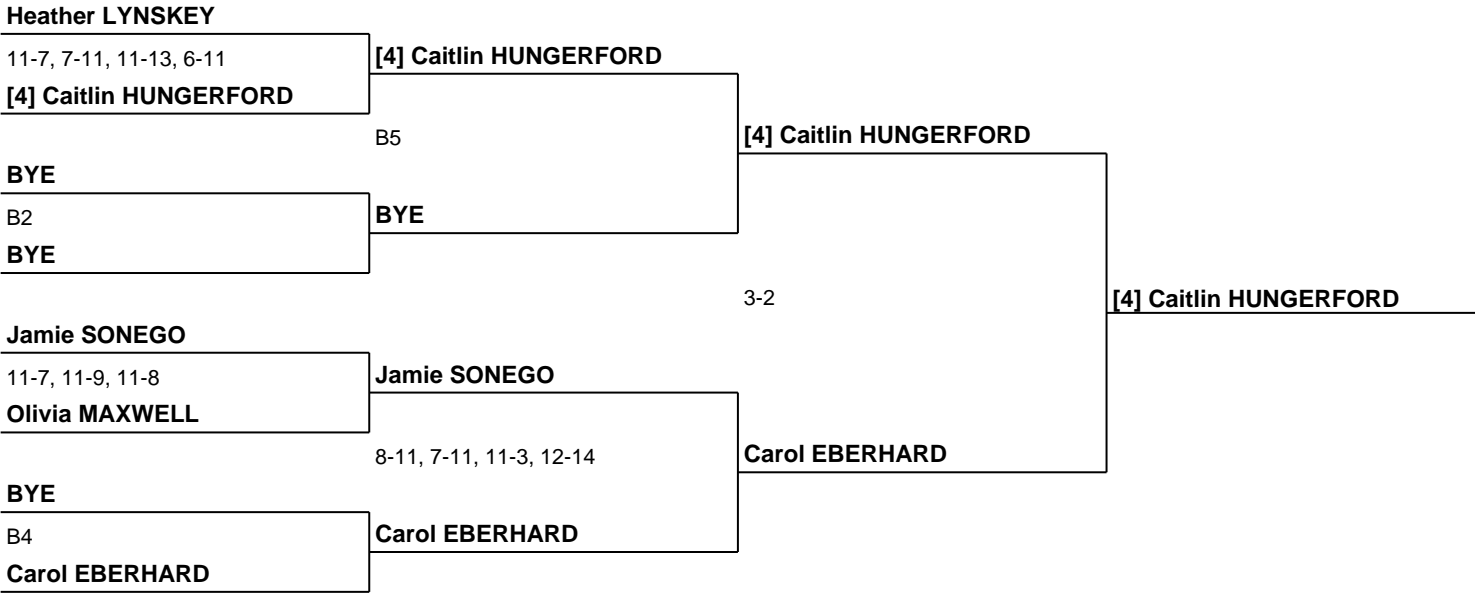 Heather LYNSKEY
11-7, 7-11, 11-13, 6-11
[4] Caitlin HUNGERFORD
[4] Caitlin HUNGERFORD
B5
[4] Caitlin HUNGERFORD
BYE
B2
BYE
BYE
3-2
[4] Caitlin HUNGERFORD
Jamie SONEGO
11-7, 11-9, 11-8
Jamie SONEGO
Olivia MAXWELL
8-11, 7-11, 11-3, 12-14
Carol EBERHARD
BYE
B4
Carol EBERHARD
Carol EBERHARD